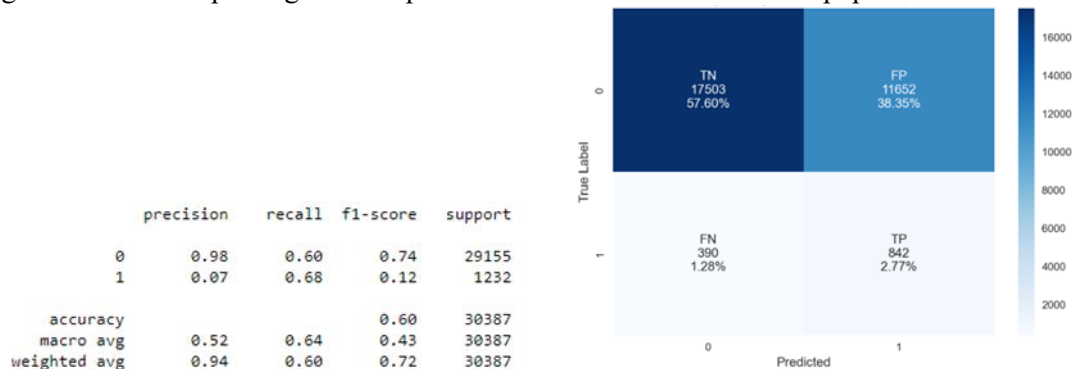 precision recall f1-score support
0 0.98 0.60 0.74 29155
1 0.07 0.68 0.12 1232
accuracy 0.60 30387
macro avg 0.52 0.64 0.43 30387
weighted avg 0.94 0.60 0.72 30387
True Label
0
1
TN
17503
57.60%
FP
11652
38.35%
FN
390
1.28%
TP
842
2.77%
0 1
Predicted
16000
14000
12000
10000
8000
6000
4000
2000